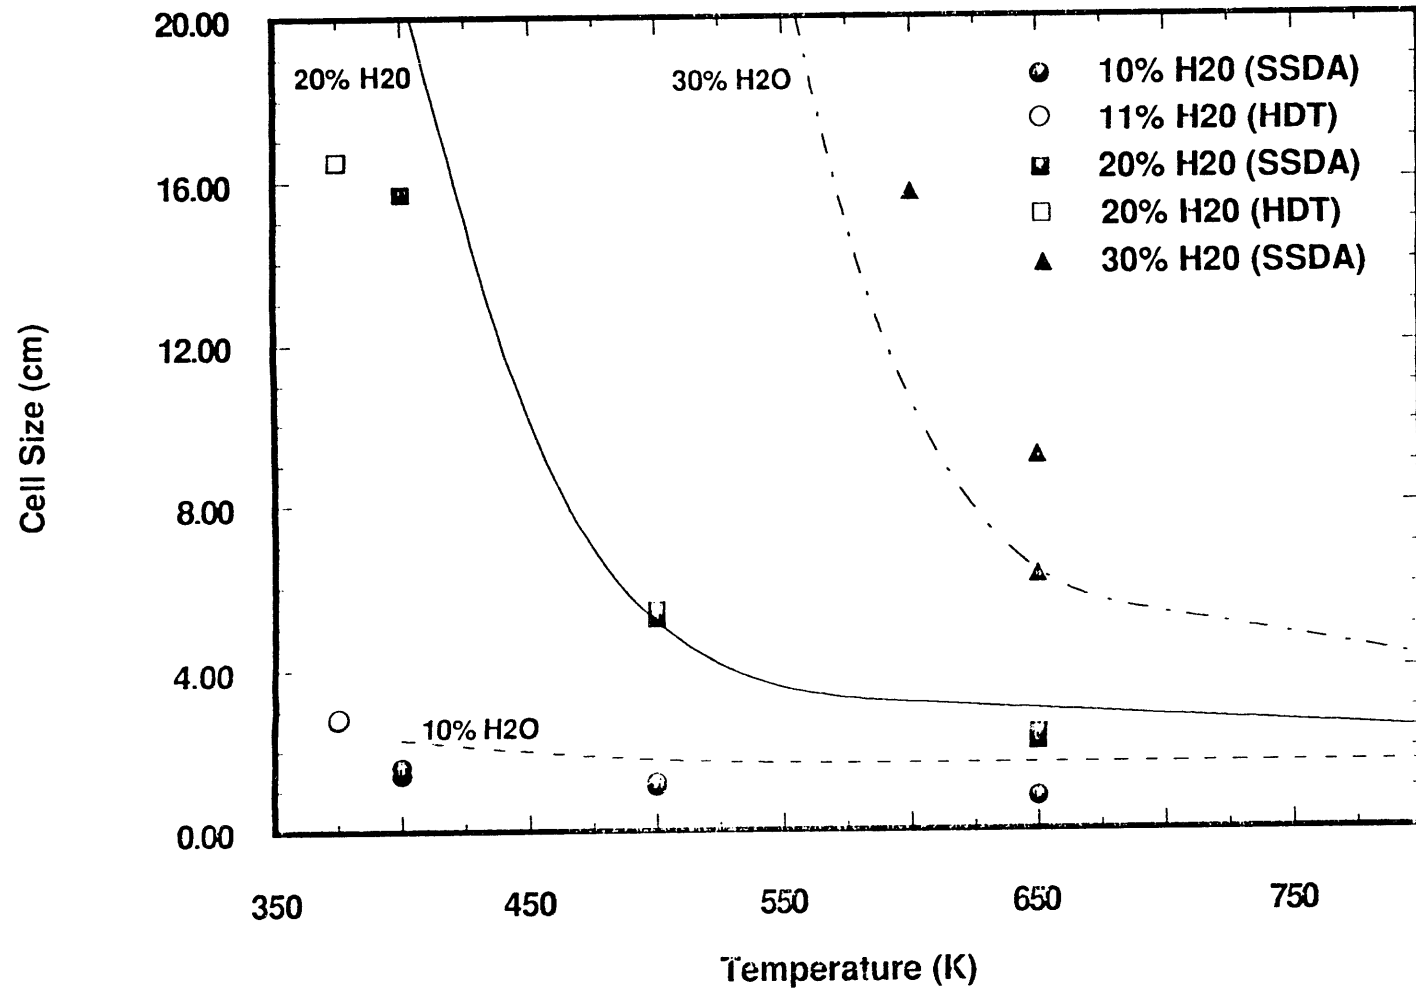 20.00
16.00
12.00
8.00
4.00
0.00
Cell Size (cm)
20% H20
30% H2O
10% H2O
10% H20 (SSDA)
11% H20 (HDT)
20% H20 (SSDA)
20% H20 (HDT)
30% H20 (SSDA)
350 450 550 650 750
Temperature (K)